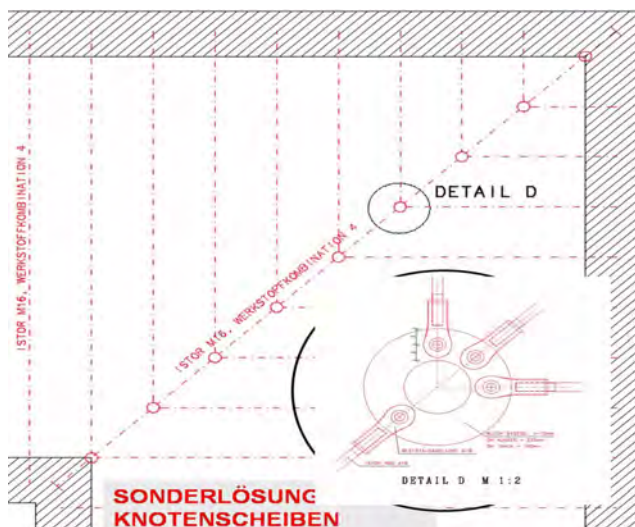 ISTOR M16, WERKSTOFFKOMBINATION 4
DETAIL D
ISTOR M16, WERKSTOFFKOMBINATION 4
DETAIL D M 1:2
SONDERLÖSUNG
KNOTENSCHEIBEN